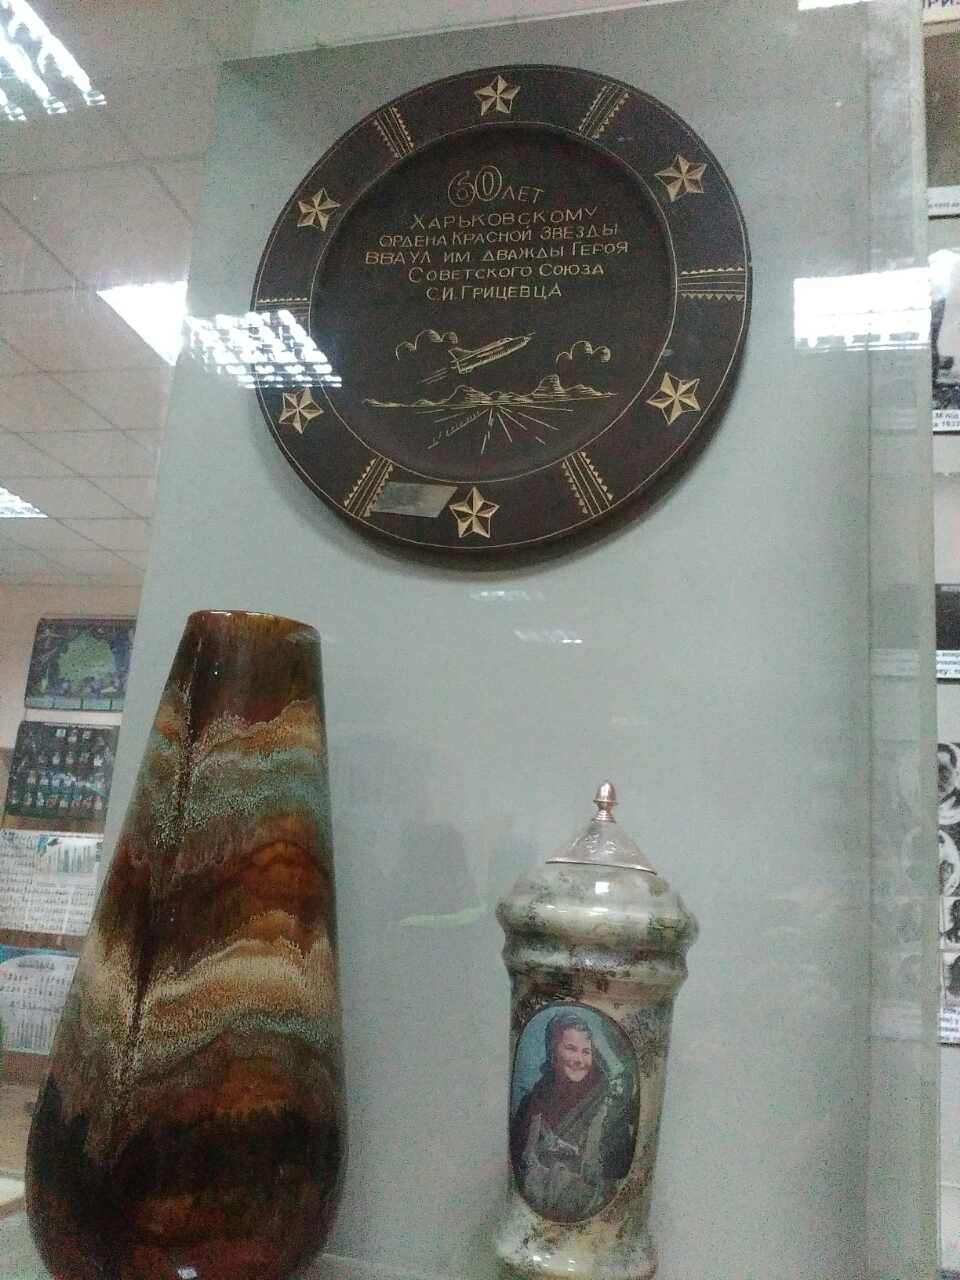 60 ЛЕТ
ХАРЬКОВСКОМУ
ОРДЕНА КРАСНОЙ ЗВЕЗДЫ
ВВАУЛ ИМ ДВАЖДЫ ГЕРОЯ
СОВЕТСКОГО СОЮЗА
С.И.ГРИЦЕВЦА